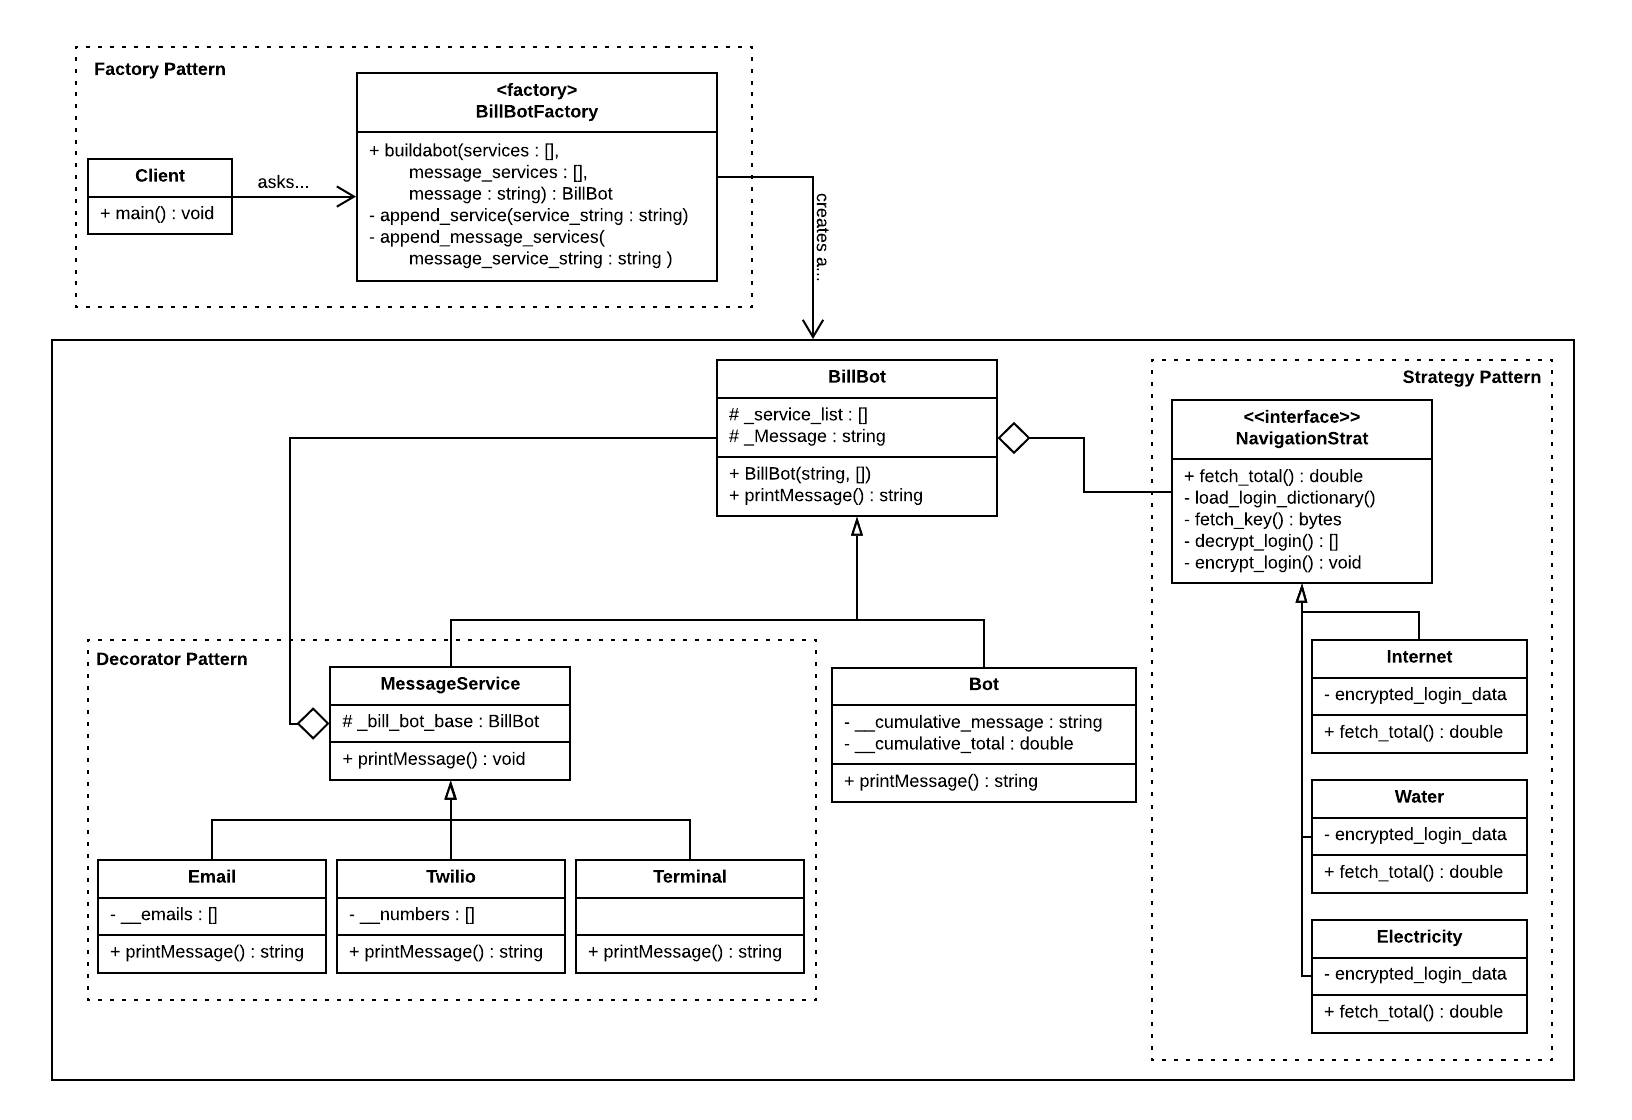 Factory Pattern
<factory>
BillBotFactory
+ buildabot(services : [],
message_services : [],
message : string) : BillBot
- append_service(service_string : string)
- append_message_services(
message_service_string : string )
Client
+ main() : void
asks...
creates a...
BillBot
# _service_list : []
# _Message : string
+ BillBot(string, [])
+ printMessage() : string
Strategy Pattern
<<interface>>
NavigationStrat
+ fetch_total() : double
- load_login_dictionary()
- fetch_key() : bytes
- decrypt_login() : []
- encrypt_login() : void
Internet
- encrypted_login_data
+ fetch_total() : double
Water
- encrypted_login_data
+ fetch_total() : double
Electricity
- encrypted_login_data
+ fetch_total() : double
Decorator Pattern
MessageService
# _bill_bot_base : BillBot
+ printMessage() : void
Bot
- __cumulative_message : string
- __cumulative_total : double
+ printMessage() : string
Email
- __emails : []
+ printMessage() : string
Twilio
- __numbers : []
+ printMessage() : string
Terminal
+ printMessage() : string